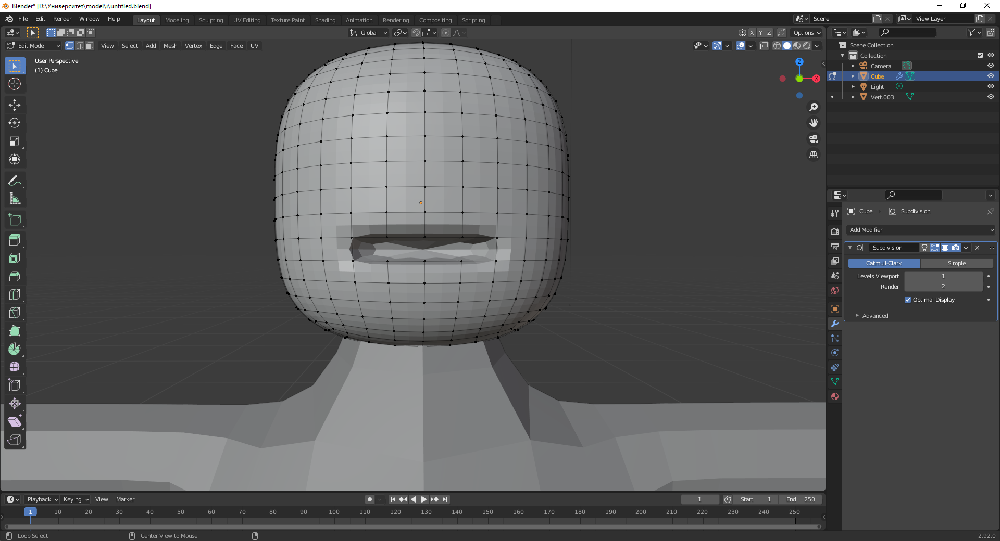 Blender* [D:\Университет\model\i\untitled.blend]
File Edit Render Window Help
Layout Modeling Sculpting UV Editing Texture Paint Shading Animation Rendering Compositing Scripting +
Scene
View Layer
Global
X Y Z
Options
Edit Mode
View Select Add Mesh Vertex Edge Face UV
User Perspective
(1) Cube
Z
X
Scene Collection
Collection
Camera
Cube
Light
Vert.003
Cube Subdivision
Add Modifier
Subdivision
Catmull-Clark Simple
Levels Viewport 1
Render 2
Optimal Display
Advanced
Playback Keying View Marker
1
Start 1
End 250
1 10 20 30 40 50 60 70 80 90 100 110 120 130 140 150 160 170 180 190 200 210 220 230 240 250
Loop Select
Center View to Mouse
2.92.0